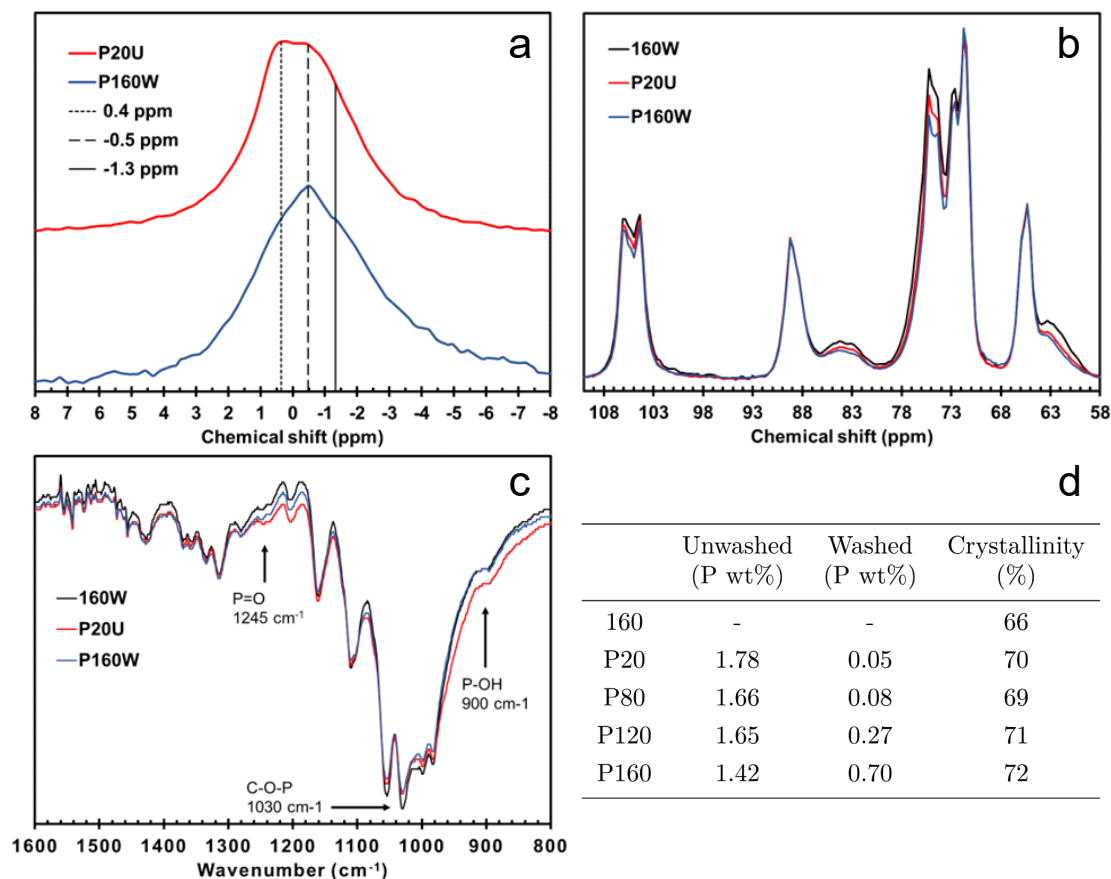 a
P20U
P160W
0.4 ppm
-0.5 ppm
-1.3 ppm
8 7 6 5 4 3 2 1 0 -1 -2 -3 -4 -5 -6 -7 -8
Chemical shift (ppm)
b
160W
P20U
P160W
108 103 98 93 88 83 78 73 68 63 58
Chemical shift (ppm)
c
P=O
1245 cm-1
160W
P20U
P160W
P-OH
900 cm-1
C-O-P
1030 cm-1
1600 1500 1400 1300 1200 1100 1000 900 800
Wavenumber (cm-1)
d
Unwashed Washed Crystallinity
(P wt%) (P wt%) (%)
160 - - 66
P20 1.78 0.05 70
P80 1.66 0.08 69
P120 1.65 0.27 71
P160 1.42 0.70 72